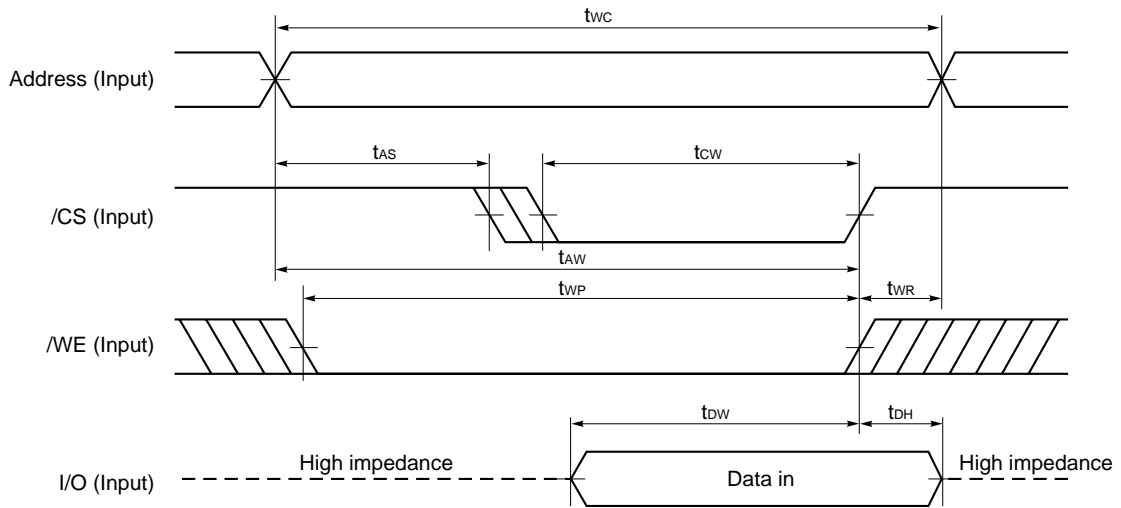 tWC
Address (Input)
tAS
tCW
/CS (Input)
tAW
tWP
tWR
/WE (Input)
tDW
tDH
High impedance
Data in
High impedance
I/O (Input)